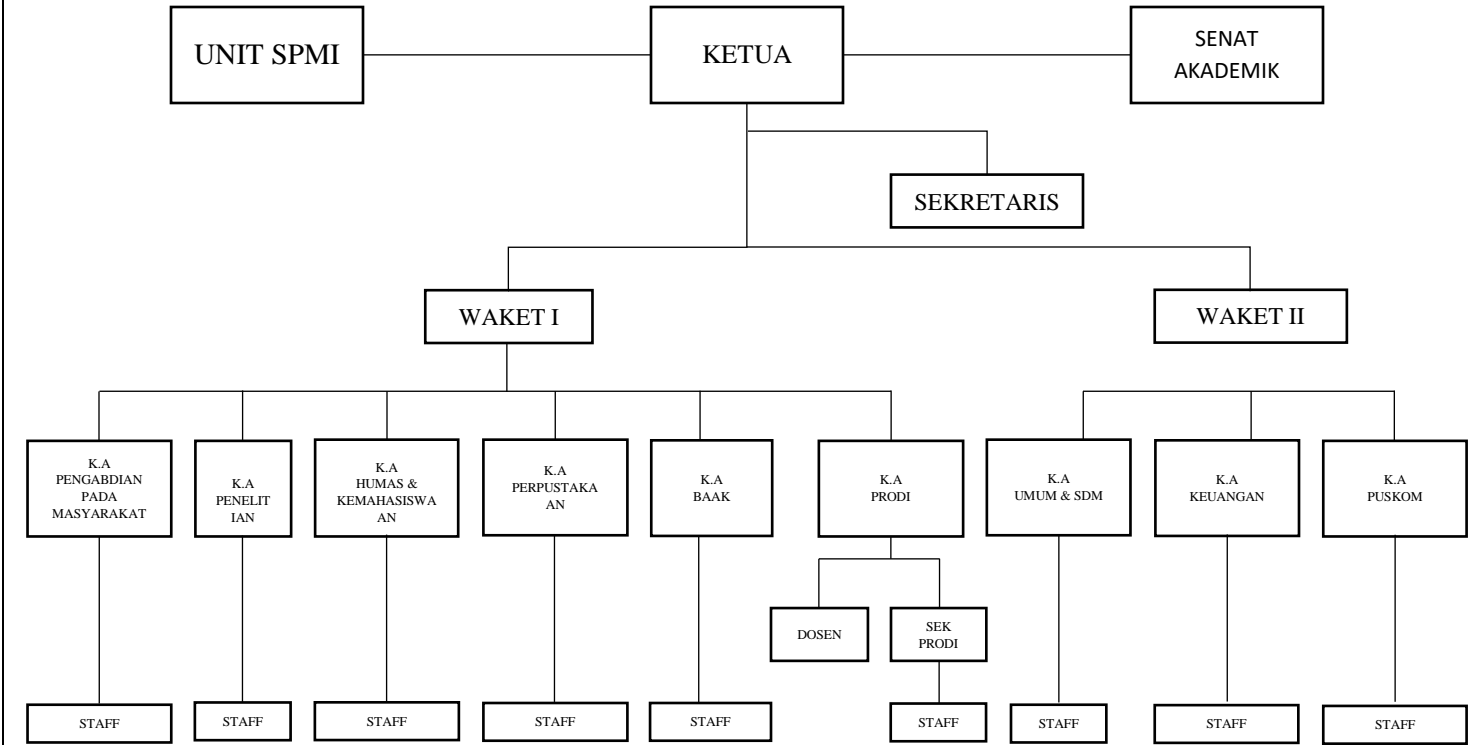 UNIT SPMI
KETUA
SENAT
AKADEMIK
SEKRETARIS
WAKET I
WAKET II
K.A
PENGABDIAN
PADA
MASYARAKAT
K.A
PENELIT
IAN
K.A
HUMAS &
KEMAHASISWA
AN
K.A
PERPUSTAKA
AN
K.A
BAAK
K.A
PRODI
K.A
UMUM & SDM
K.A
KEUANGAN
K.A
PUSKOM
DOSEN
SEK
PRODI
STAFF
STAFF
STAFF
STAFF
STAFF
STAFF
STAFF
STAFF
STAFF